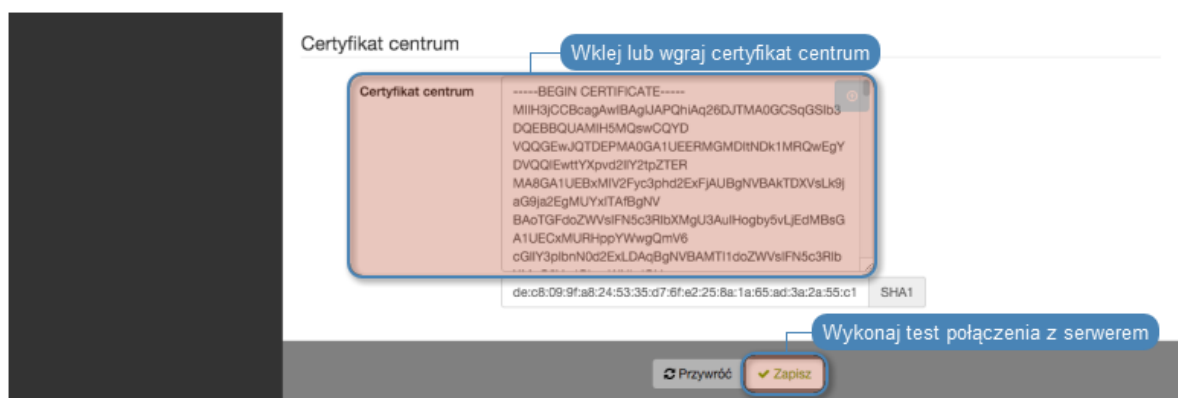 Certyfikat centrum
Wklej lub wgraj certyfikat centrum
Certyfikat centrum
-----BEGIN CERTIFICATE-----
MIIH3jCCBcagAwIBAgIJAPQhiAq26DJTMA0GCSqGSIb3
DQEBBQUAMIH5MQswCQYD
VQQGEwJQTDEPMA0GA1UEERMGMDItNDk1MRQwEgY
DVQQIEwttYXpvd2llY2tpZTER
MA8GA1UEBxMIV2Fyc3phd2ExFjAUBgNVBAkTDXVsLk9j
aG9ja2EgMUYxITAfBgNV
BAoTGFdoZWVsIFN5c3RlbXMgU3AuIHogby5vLjEdMBsG
A1UECxMURHppYWwgQmV6
cGllY3plbnN0d2ExLDAqBgNVBAMTI1doZWVsIFN5c3Rlb
de:c8:09:9f:a8:24:53:35:d7:6f:e2:25:8a:1a:65:ad:3a:2a:55:c1 SHA1
Wykonaj test połączenia z serwerem
Przywróć Zapisz